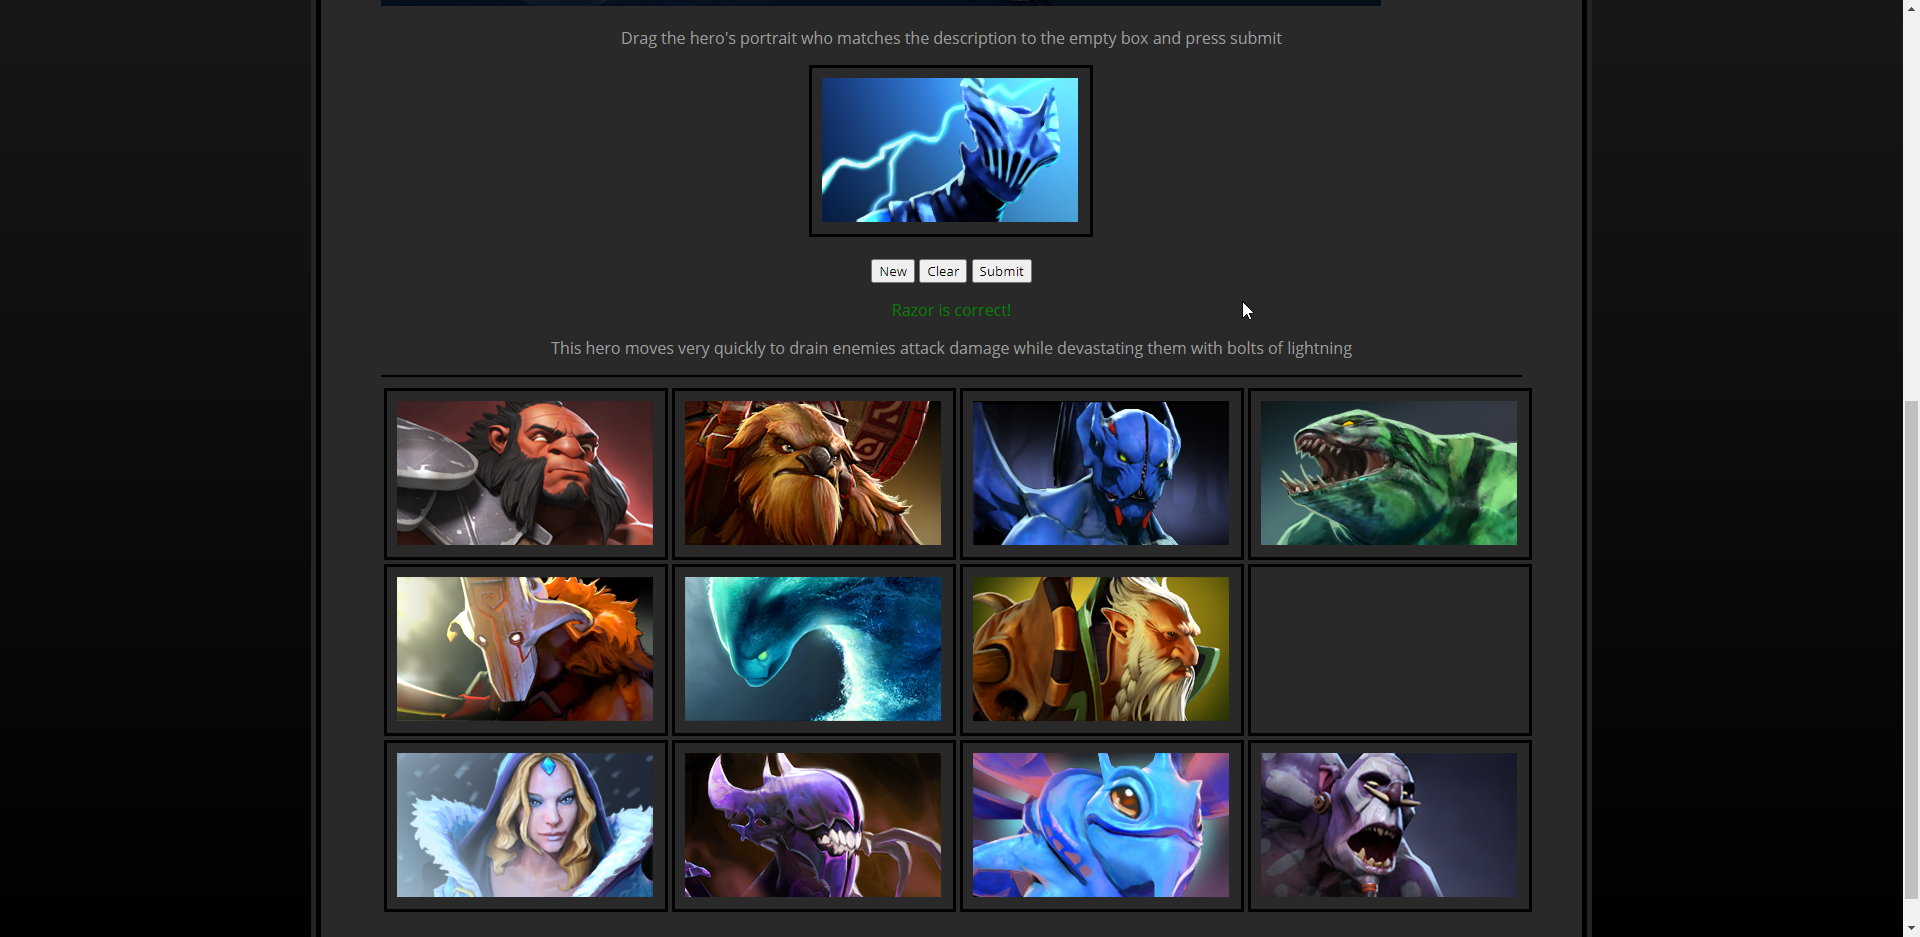 Drag the hero's portrait who matches the description to the empty box and press submit
New Clear Submit
Razor is correct!
This hero moves very quickly to drain enemies attack damage while devastating them with bolts of lightning